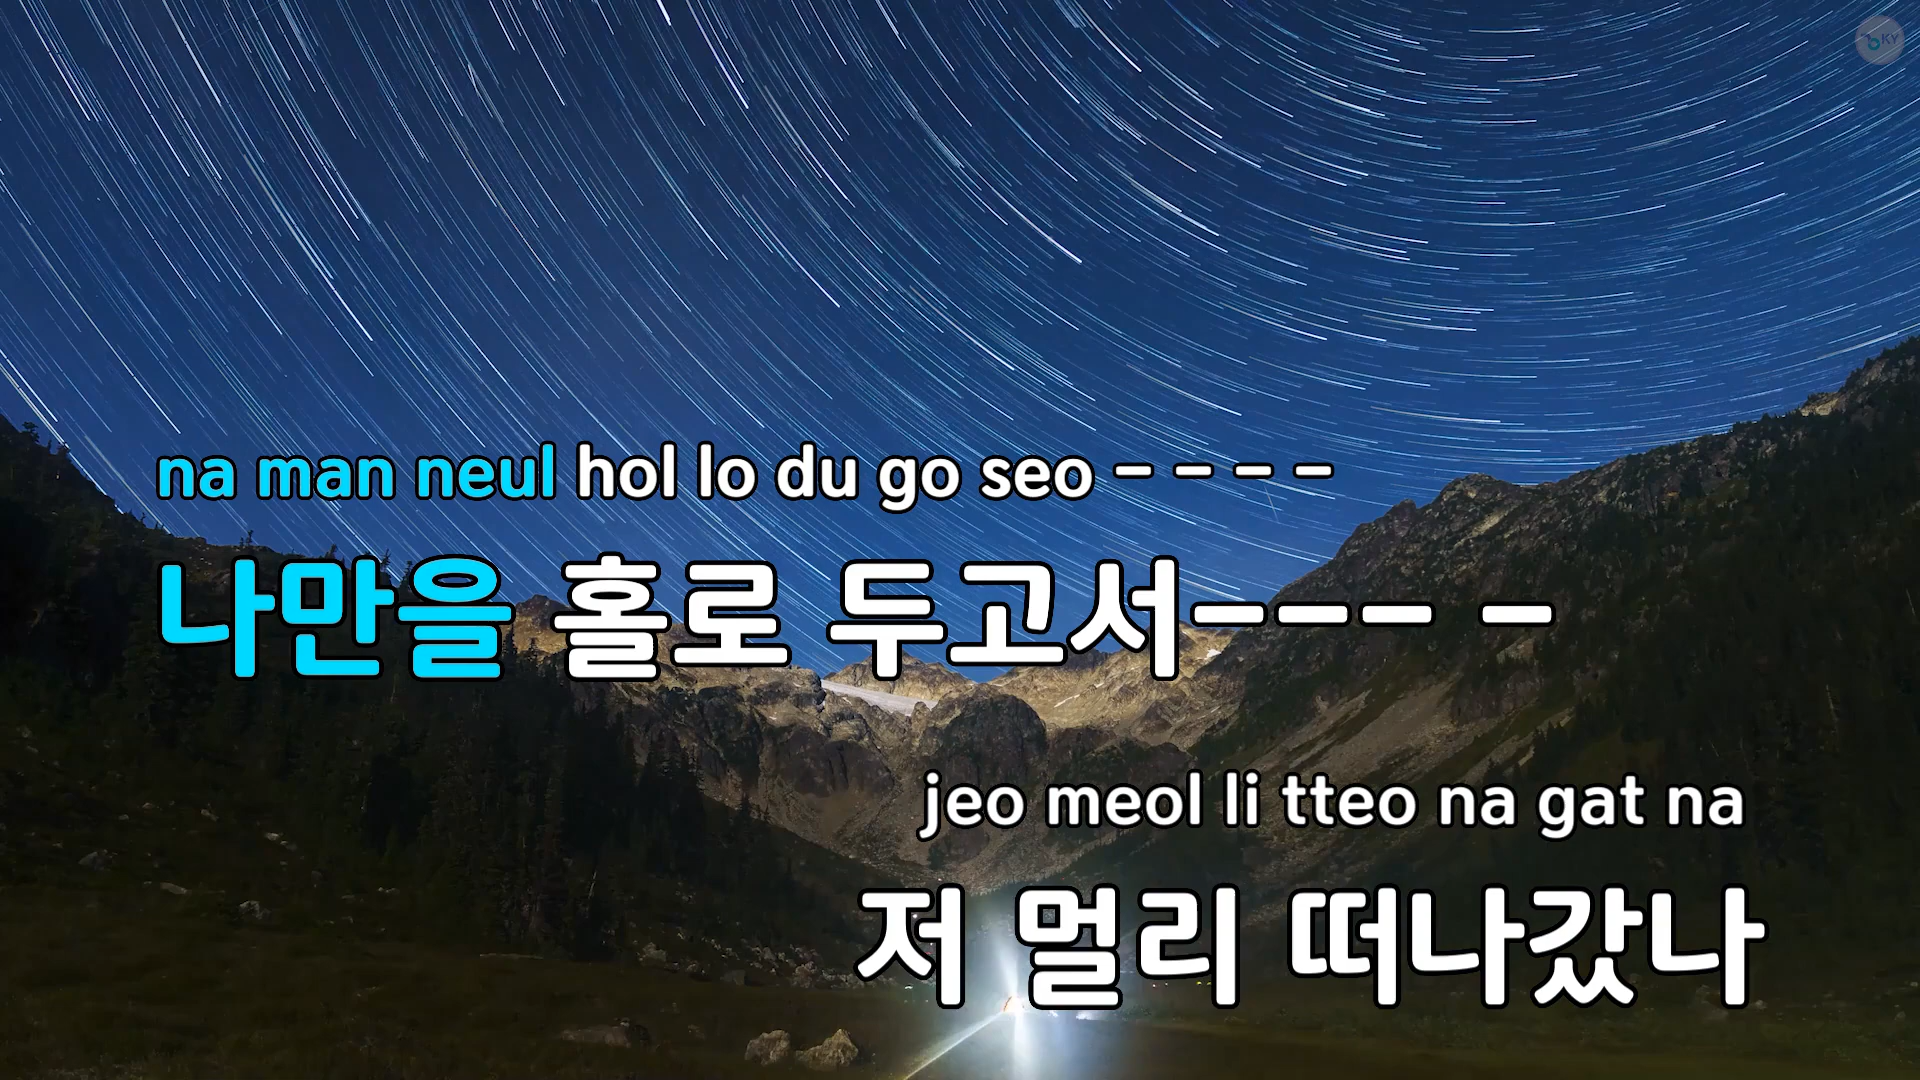 KY
na man neul hol lo du go seo – – – –
나만을 홀로 두고서--- -
jeo meol li tteo na gat na
저 멀리 떠나갔나